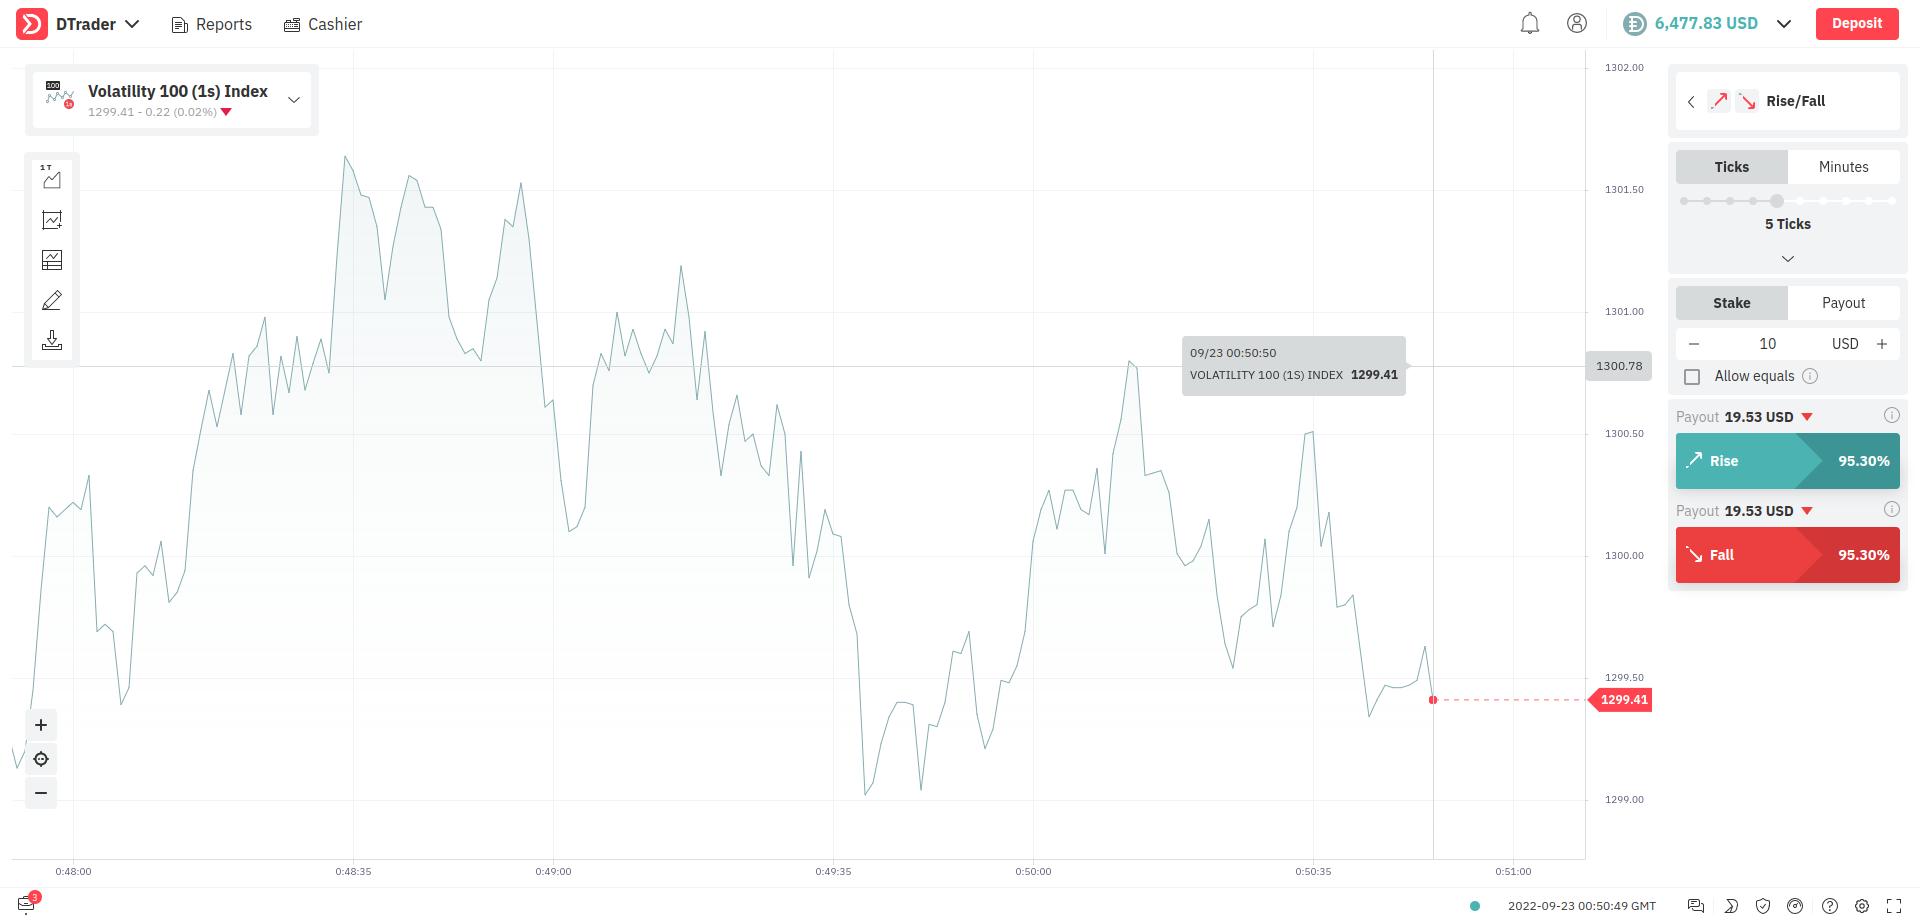 DTrader
Reports
Cashier
6,477.83 USD
Deposit
100
1s
Volatility 100 (1s) Index
1299.41 - 0.22 (0.02%)
1T
1302.00
1301.50
1301.00
1300.78
1300.50
1300.00
1299.50
1299.41
1299.00
09/23 00:50:50
VOLATILITY 100 (1S) INDEX 1299.41
0:48:00
0:48:35
0:49:00
0:49:35
0:50:00
0:50:35
0:51:00
Rise/Fall
Ticks
Minutes
5 Ticks
Stake
Payout
10
USD
Allow equals
Payout 19.53 USD
Rise
95.30%
Payout 19.53 USD
Fall
95.30%
3
2022-09-23 00:50:49 GMT